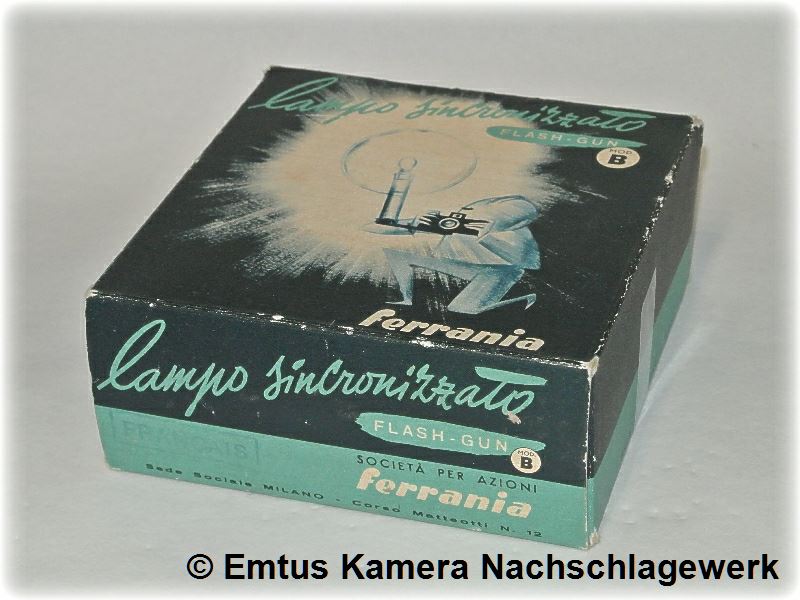 lampo sincronizzato
FLASH-GUN
MOD.
B
ferrania
lampo sincronizzato
FLASH-GUN
MOD.
B
SOCIETÀ PER AZIONI
ferrania
Sede Sociale MILANO - Corso Matteotti N. 12
© Emtus Kamera Nachschlagewerk